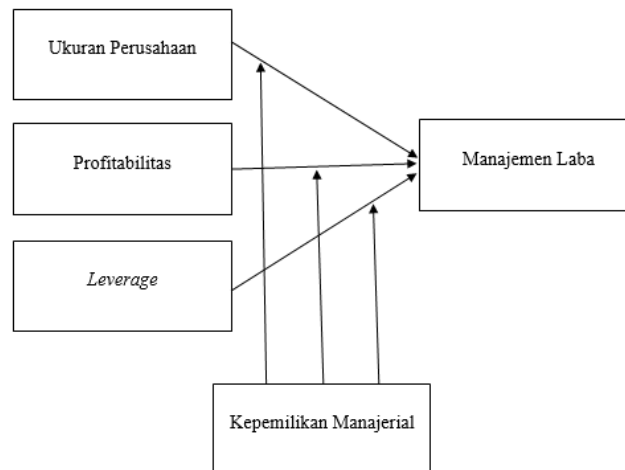 Ukuran Perusahaan
Profitabilitas
Manajemen Laba
Leverage
Kepemilikan Manajerial